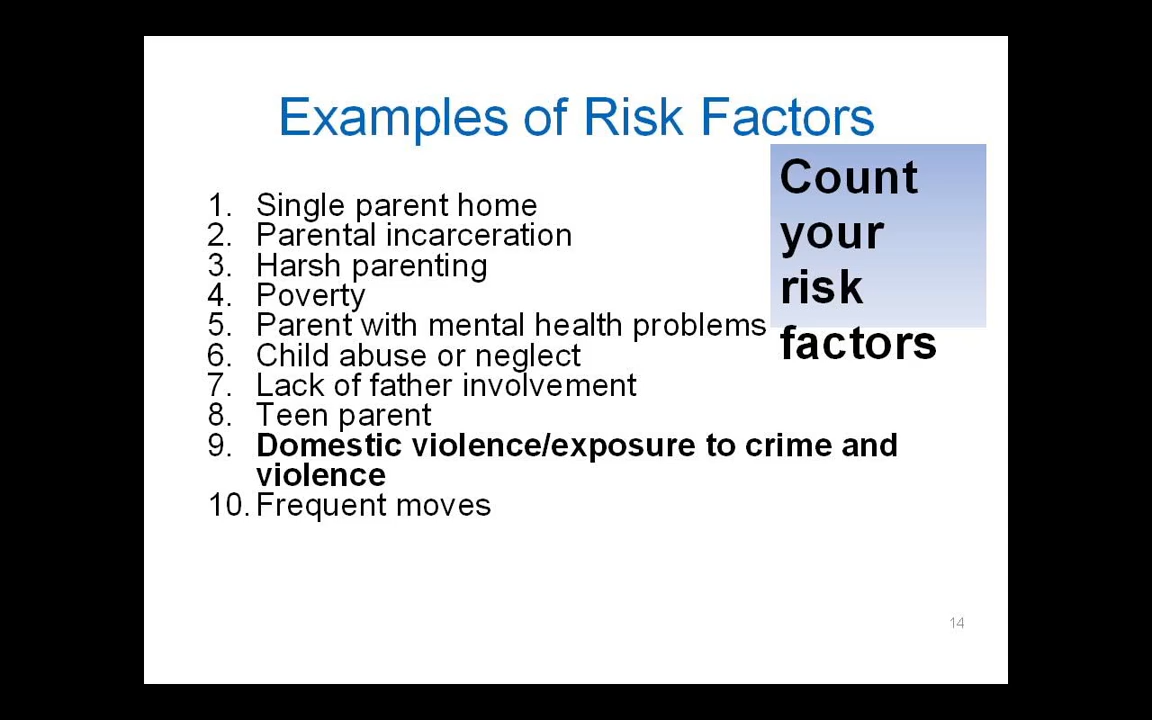 Examples of Risk Factors
Count
your
risk
factors
1. Single parent home
2. Parental incarceration
3. Harsh parenting
4. Poverty
5. Parent with mental health problems
6. Child abuse or neglect
7. Lack of father involvement
8. Teen parent
9. Domestic violence/exposure to crime and
violence
10. Frequent moves
14